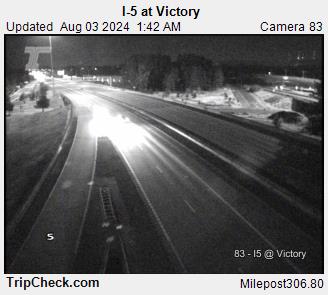 I-5 at Victory
Updated Aug 03 2024 1:42 AM Camera 83
S
83 - I5 @ Victory
TripCheck.com Milepost306.80